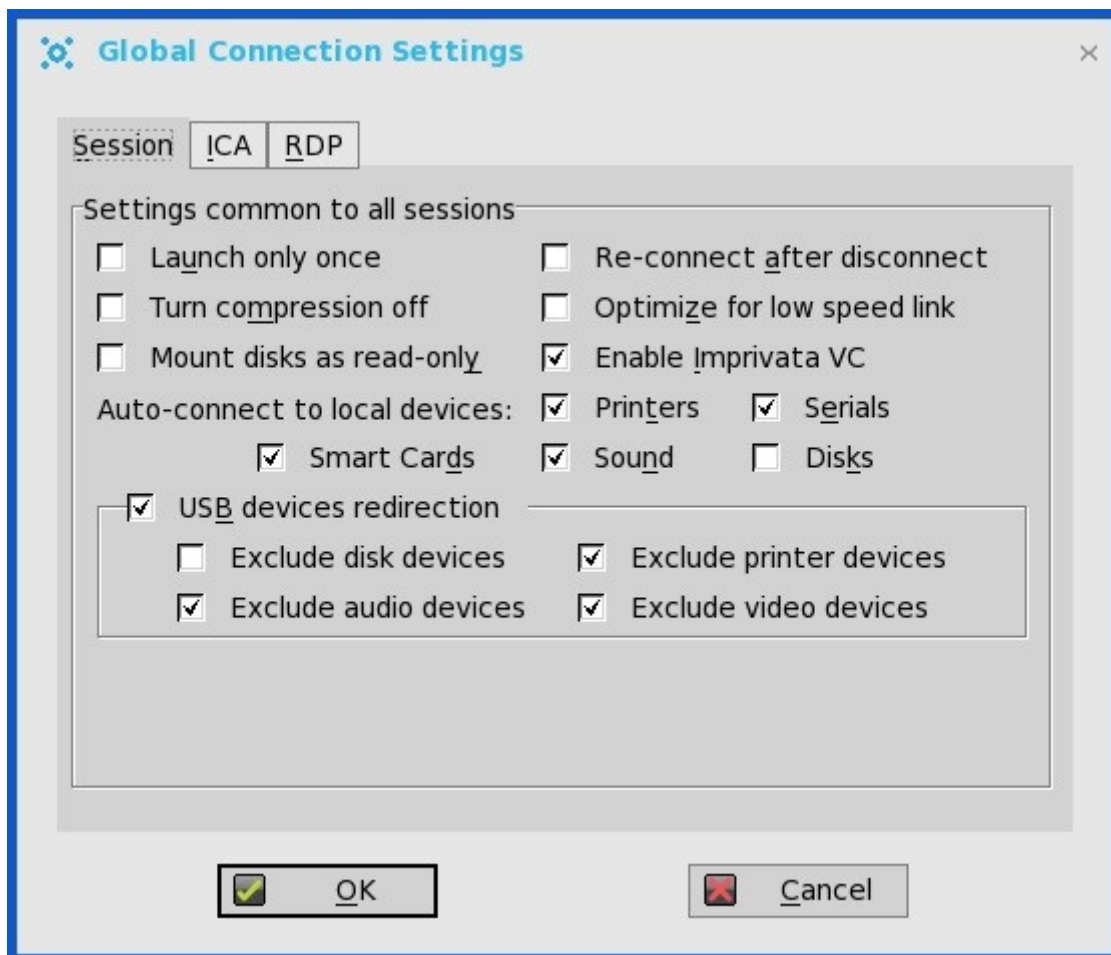 Global Connection Settings
Session ICA RDP
Settings common to all sessions
Launch only once Re-connect after disconnect
Turn compression off Optimize for low speed link
Mount disks as read-only Enable Imprivata VC
Auto-connect to local devices: Printers Serials
Smart Cards Sound Disks
USB devices redirection
Exclude disk devices Exclude printer devices
Exclude audio devices Exclude video devices
OK Cancel